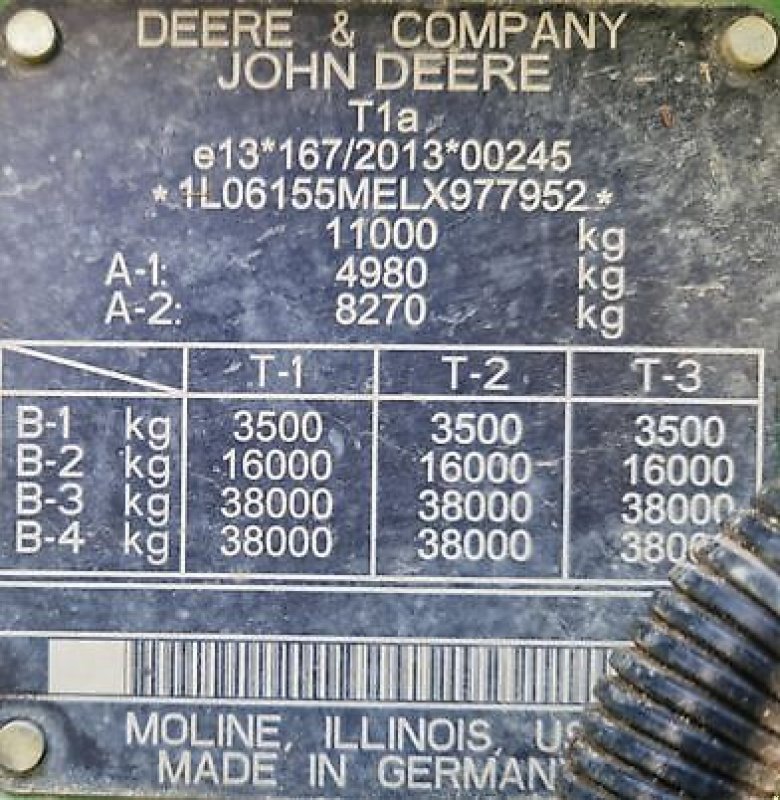 DEERE & COMPANY
JOHN DEERE
T1a
e13*167/2013*00245
*1L06155MELX977952*
11000 kg
A-1: 4980 kg
A-2: 8270 kg
T-1 T-2 T-3
B-1 kg 3500 3500 3500
B-2 kg 16000 16000 16000
B-3 kg 38000 38000 38000
B-4 kg 38000 38000
MOLINE, ILLINOIS,
MADE IN GERMANY